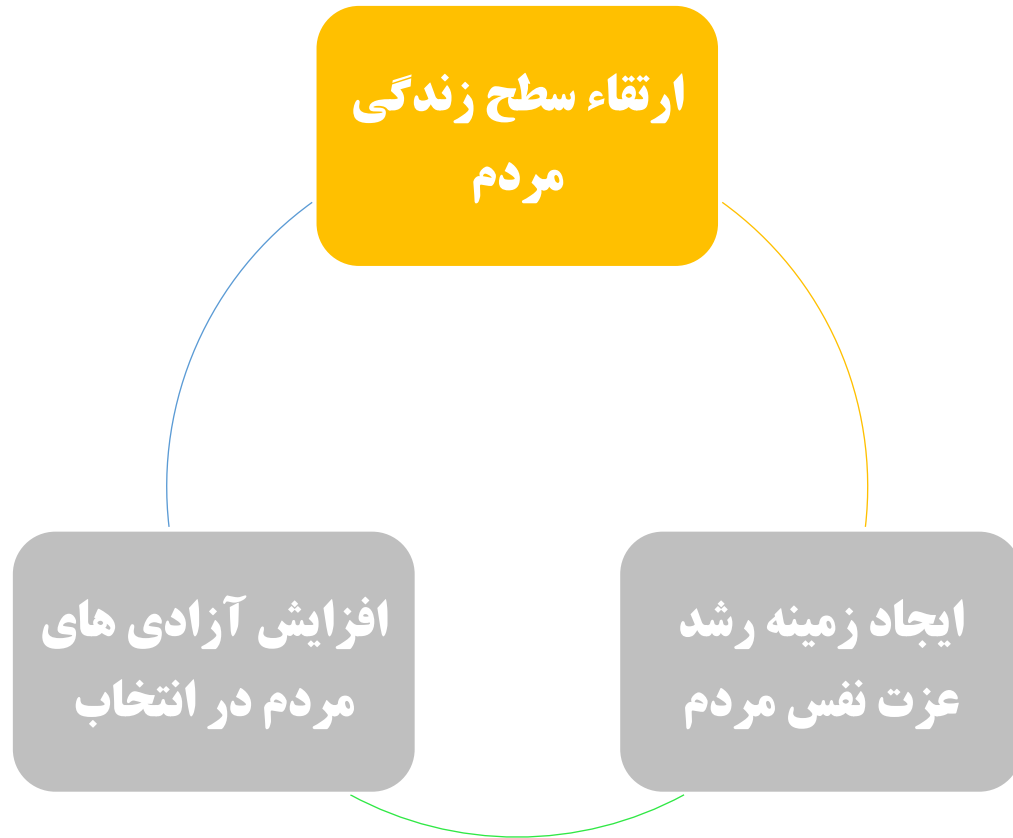 ارتقاء سطح زندگی
مردم
ایجاد زمینه رشد
عزت نفس مردم
افزایش آزادی های
مردم در انتخاب